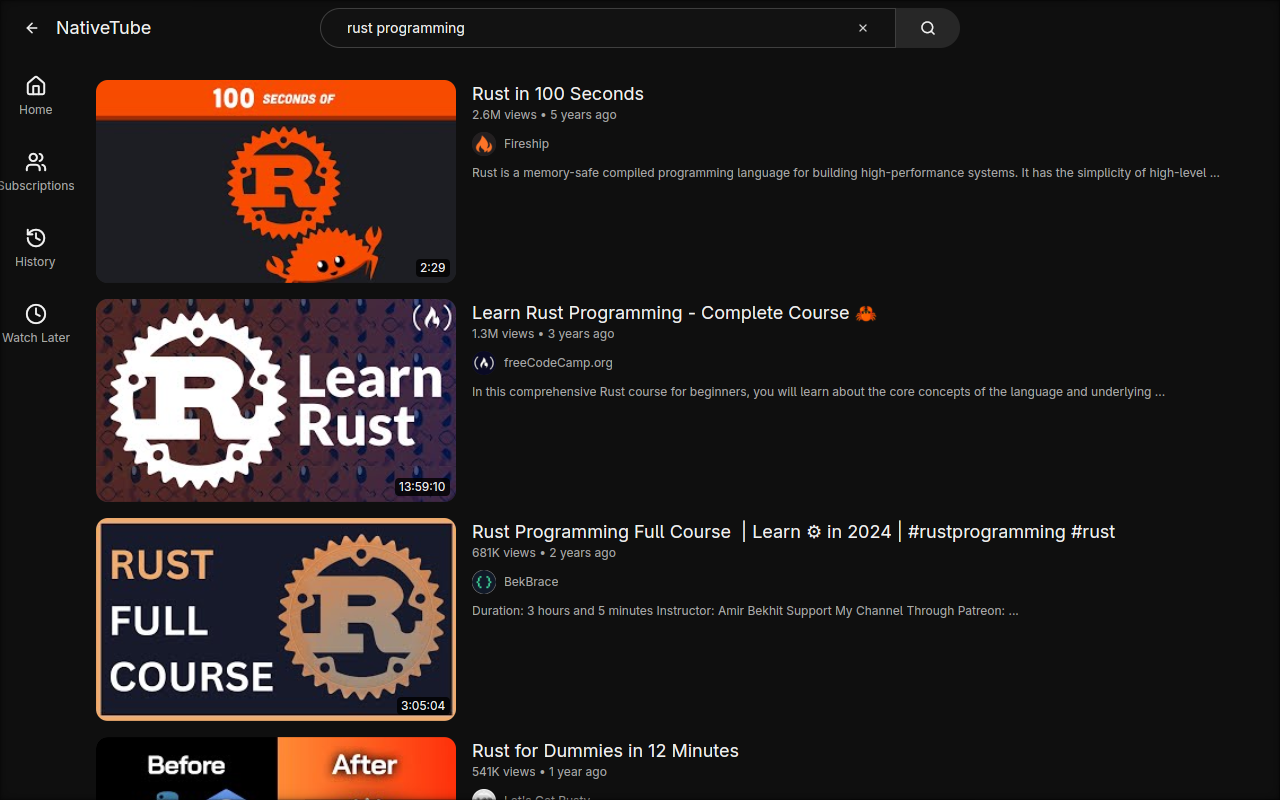 NativeTube
rust programming
Home
Subscriptions
History
Watch Later
100 SECONDS OF
R
2:29
Rust in 100 Seconds
2.6M views • 5 years ago
Fireship
Rust is a memory-safe compiled programming language for building high-performance systems. It has the simplicity of high-level ...
R
Learn
Rust
13:59:10
Learn Rust Programming - Complete Course 🦀
1.3M views • 3 years ago
freeCodeCamp.org
In this comprehensive Rust course for beginners, you will learn about the core concepts of the language and underlying ...
RUST
FULL
COURSE
R
3:05:04
Rust Programming Full Course | Learn ⚙️ in 2024 | #rustprogramming #rust
681K views • 2 years ago
BekBrace
Duration: 3 hours and 5 minutes Instructor: Amir Bekhit Support My Channel Through Patreon: ...
Before
After
Rust for Dummies in 12 Minutes
541K views • 1 year ago
Let's Get Rusty